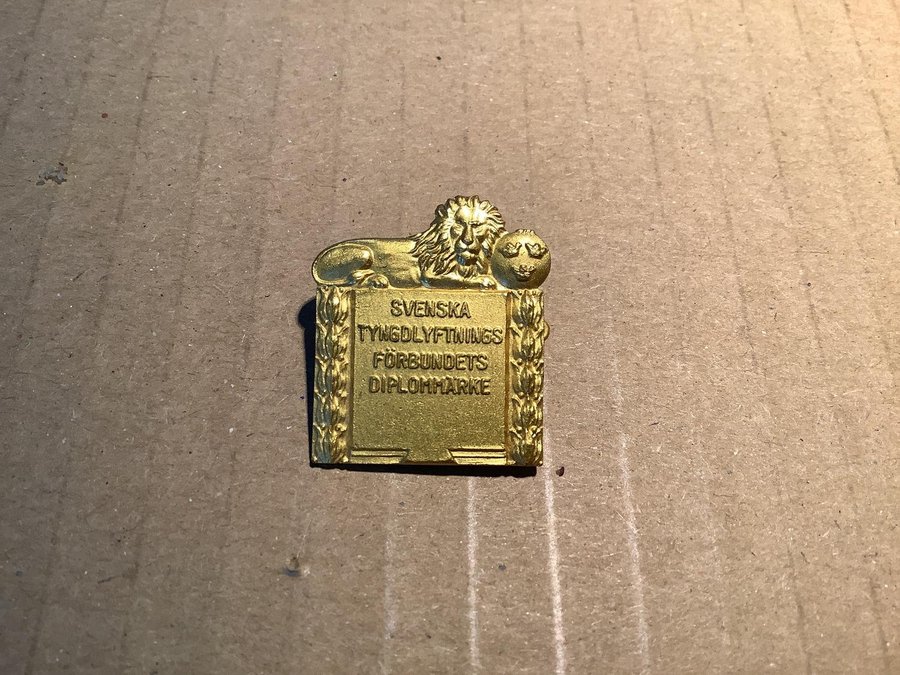 SVENSKA
TYNGDLYFTNINGS
FÖRBUNDETS
DIPLOMMÄRKE